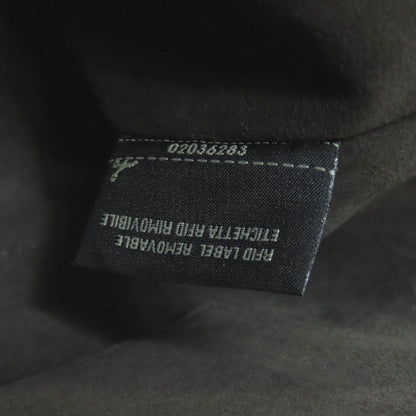 02036283
RFID LABEL REMOVABLE
ETICHETTA RFID RIMOVIBILE